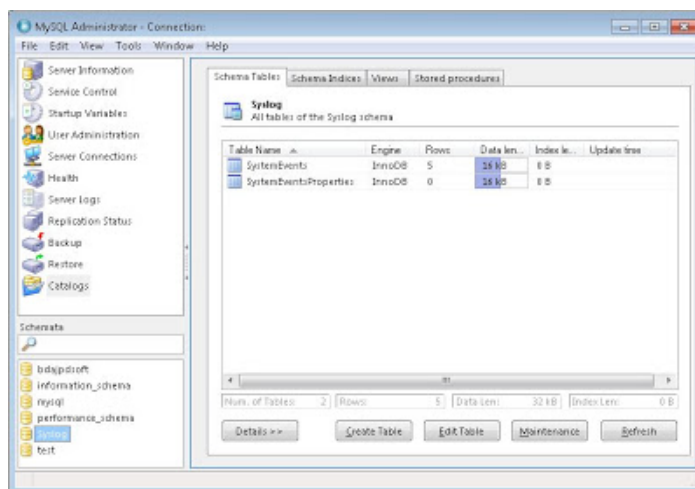 MySQL Administrator - Connection:
File Edit View Tools Window Help
Server Information
Service Control
Startup Variables
User Administration
Server Connections
Health
Server Logs
Replication Status
Backup
Restore
Catalogs
Schemata
bdajpdsoft
information_schema
mysql
performance_schema
Syslog
test
Schema Tables Schema Indices Views Stored procedures
Syslog
All tables of the Syslog schema
Table Name Engine Rows Data len... Index le... Update time
SystemEvents InnoDB 5 16 kB 0 B
SystemEventsProperties InnoDB 0 16 kB 0 B
Num. of Tables: 2 Rows: 5 Data Len: 32 kB Index Len: 0 B
Details >> Create Table Edit Table Maintenance Refresh